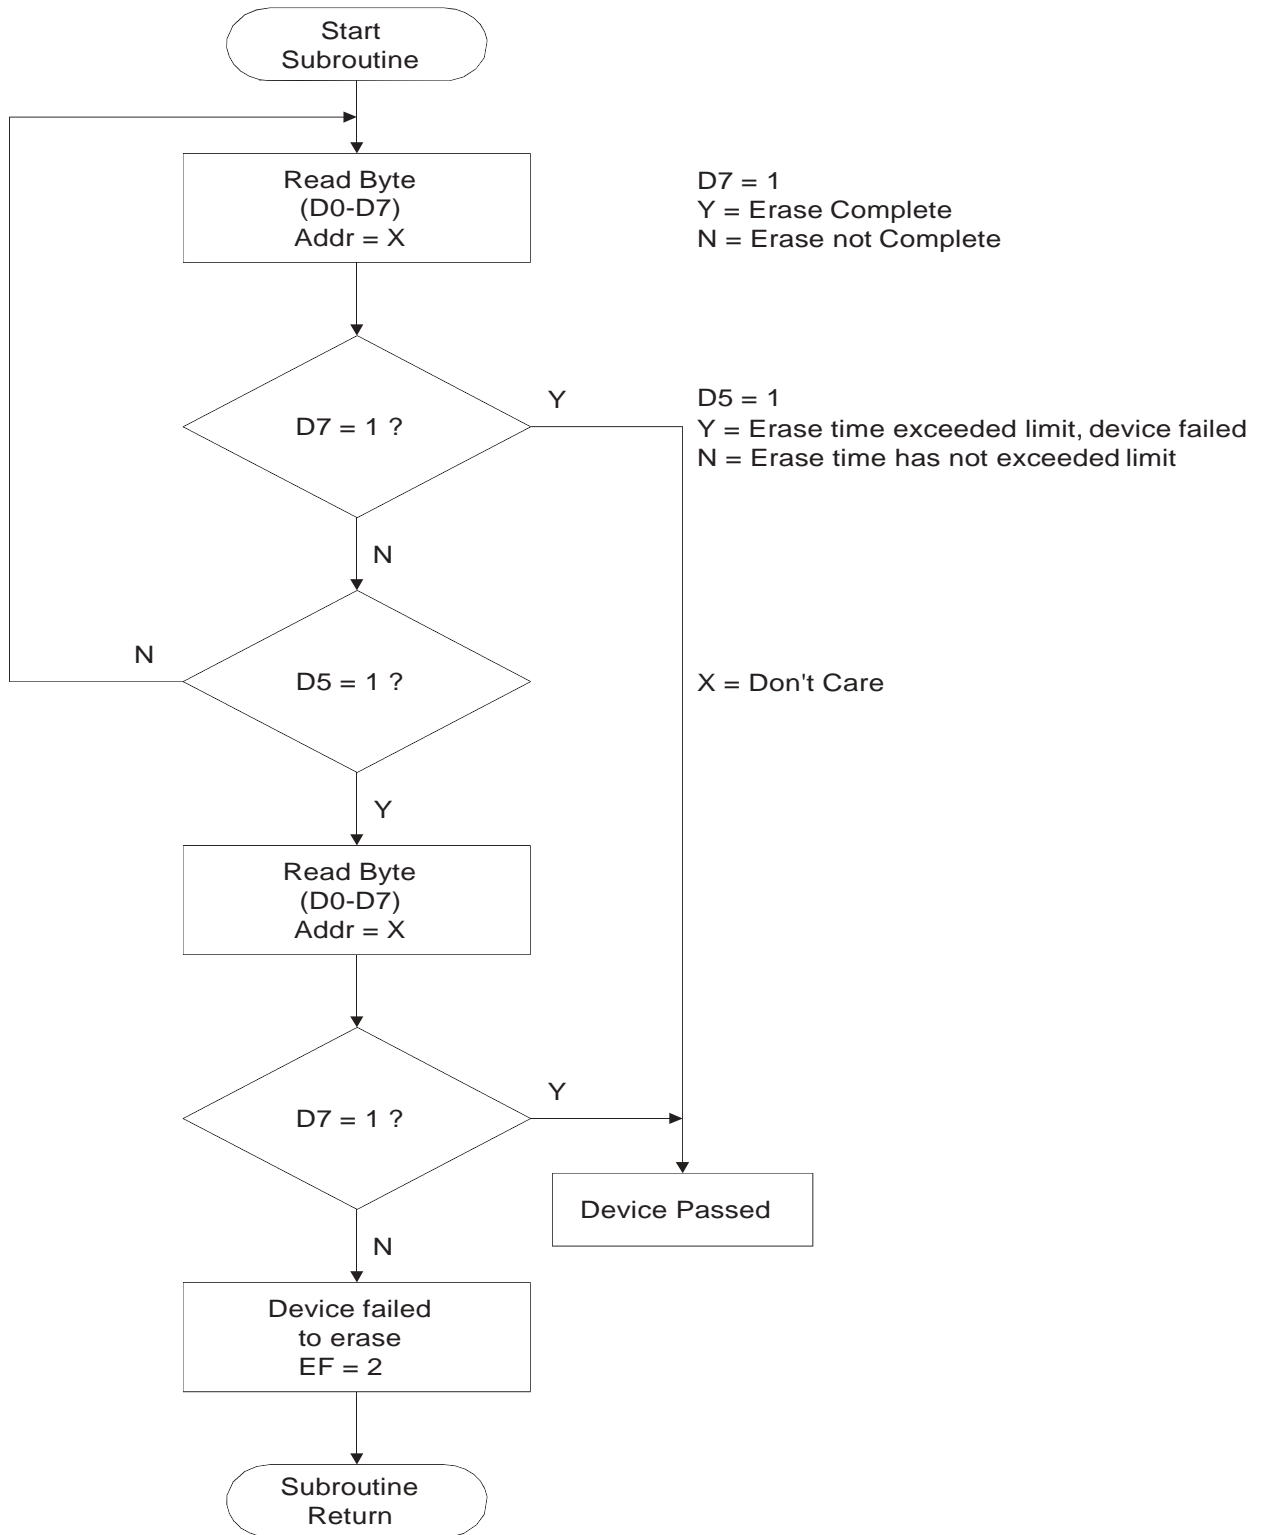 Start
Subroutine
Read Byte
(D0-D7)
Addr = X
D7 = 1
Y = Erase Complete
N = Erase not Complete
D7 = 1 ?
Y
D5 = 1
Y = Erase time exceeded limit, device failed
N = Erase time has not exceeded limit
N
N
D5 = 1 ?
X = Don't Care
Y
Read Byte
(D0-D7)
Addr = X
D7 = 1 ?
Y
Device Passed
N
Device failed
to erase
EF = 2
Subroutine
Return